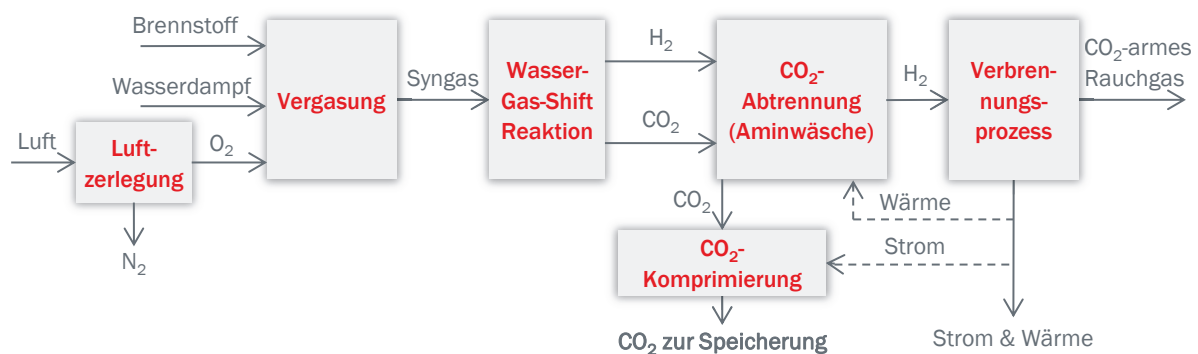 Brennstoff
Wasserdampf
Luft
Luft-
zerlegung
O₂
N₂
Vergasung
Syngas
Wasser-
Gas-Shift
Reaktion
H₂
CO₂
CO₂-
Abtrennung
(Aminwäsche)
H₂
Verbren-
nungs-
prozess
CO₂-armes
Rauchgas
CO₂
Wärme
Strom
CO₂-
Komprimierung
CO₂ zur Speicherung
Strom & Wärme